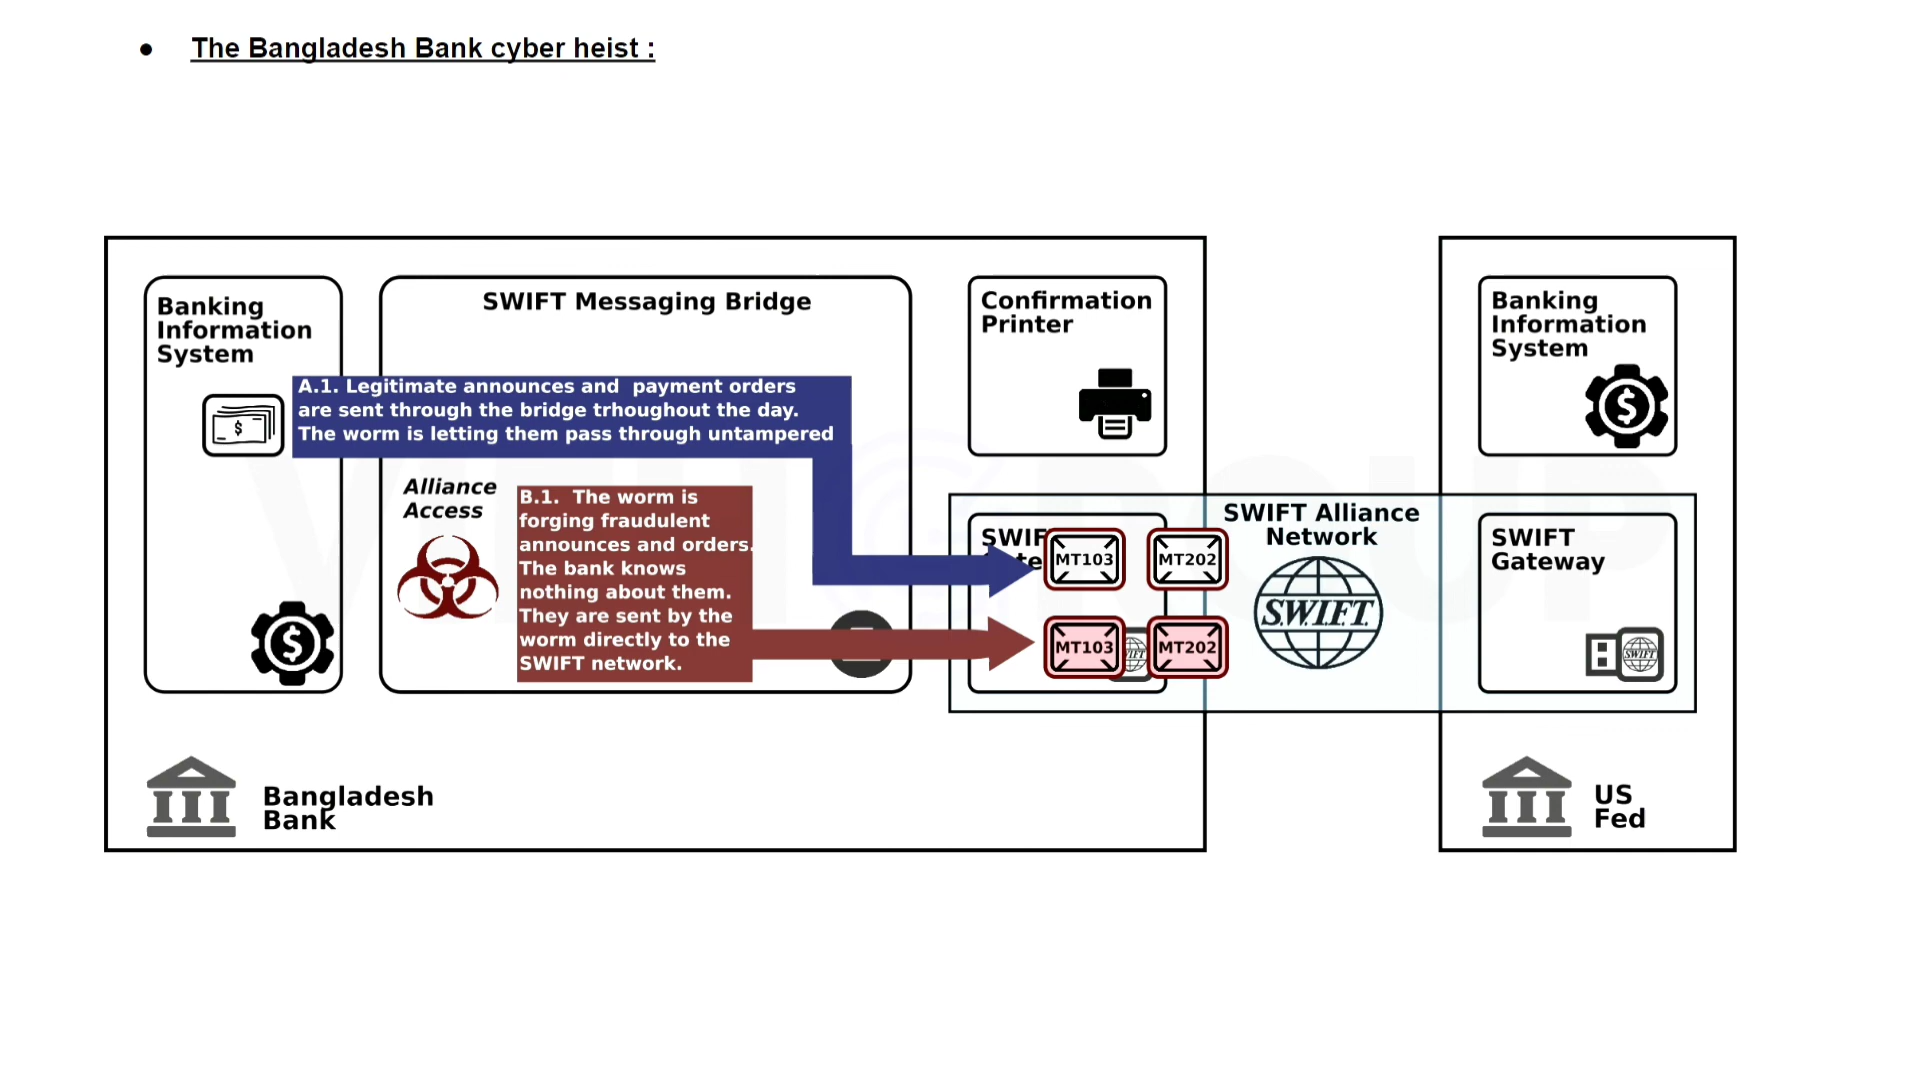 The Bangladesh Bank cyber heist :
Banking
Information
System
SWIFT Messaging Bridge
Confirmation
Printer
Banking
Information
System
A.1. Legitimate announces and payment orders
are sent through the bridge trhoughout the day.
The worm is letting them pass through untampered
$
$
Alliance
Access
B.1. The worm is
forging fraudulent
announces and orders.
The bank knows
nothing about them.
They are sent by the
worm directly to the
SWIFT network.
MT103
MT202
MT103
MT202
SWIFT Alliance
Network
S.W.I.F.T.
SWIFT
Gateway
SWIFT
$
Bangladesh
Bank
US
Fed